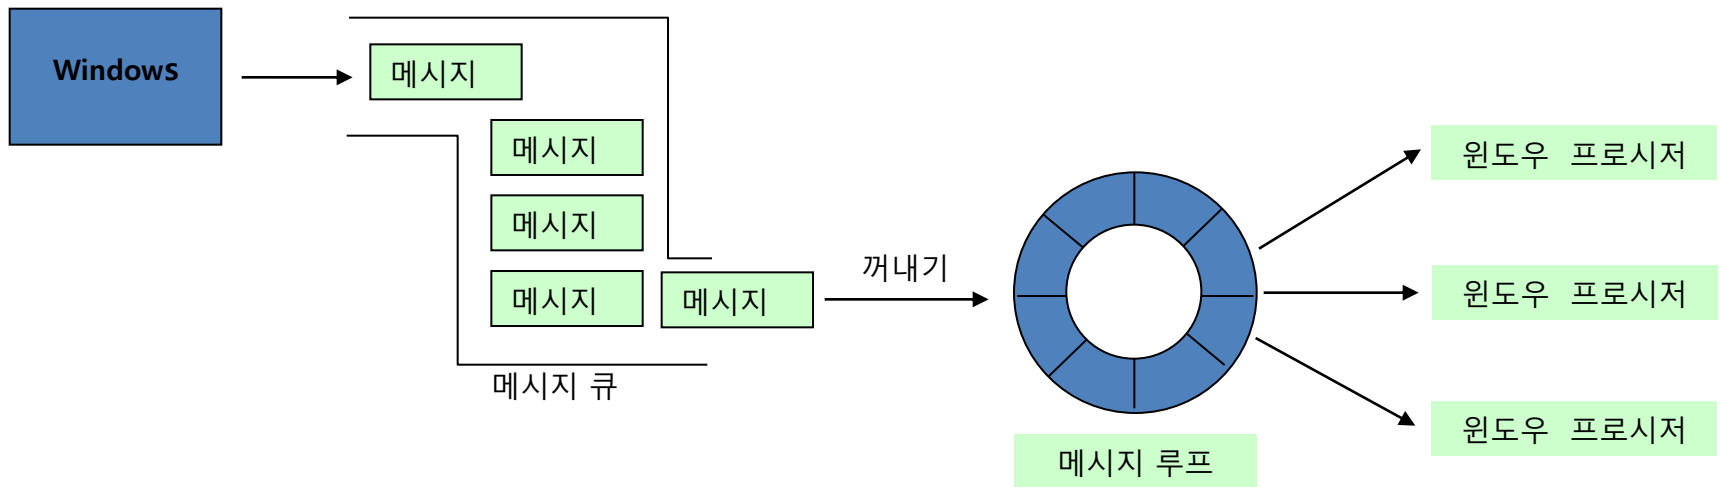 Windows
메시지
메시지
메시지
메시지
메시지
메시지 큐
꺼내기
메시지 루프
윈도우 프로시저
윈도우 프로시저
윈도우 프로시저